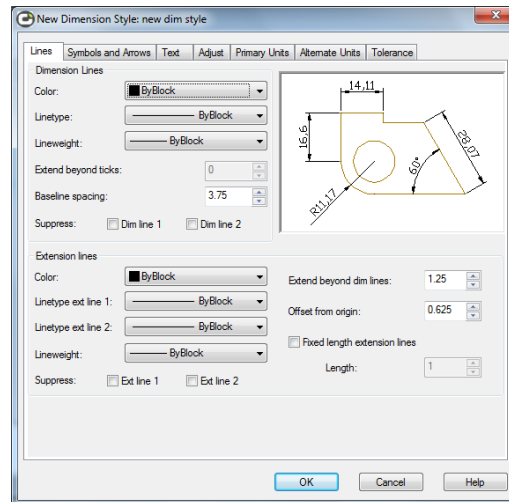 New Dimension Style: new dim style
Lines Symbols and Arrows Text Adjust Primary Units Alternate Units Tolerance
Dimension Lines
Color: ByBlock
Linetype: ByBlock
Lineweight: ByBlock
Extend beyond ticks: 0
Baseline spacing: 3.75
Suppress: Dim line 1 Dim line 2
14,11
16,6
28,07
60°
R11,17
Extension lines
Color: ByBlock
Linetype ext line 1: ByBlock
Linetype ext line 2: ByBlock
Lineweight: ByBlock
Suppress: Ext line 1 Ext line 2
Extend beyond dim lines: 1.25
Offset from origin: 0.625
Fixed length extension lines
Length: 1
OK Cancel Help